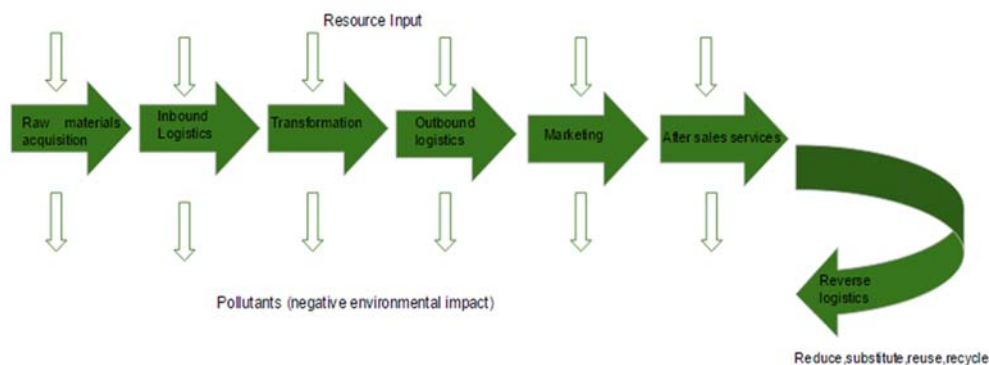 Resource Input
Raw materials
acquisition
Inbound
Logistics
Transformation
Outbound
logistics
Marketing
After sales services
Reverse
logistics
Pollutants (negative environmental impact)
Reduce,substitute,reuse,recycle